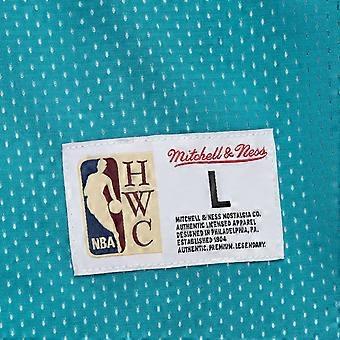 NBA
H
W
C
Mitchell & Ness
L
MITCHELL & NESS NOSTALGIA CO.
AUTHENTIC LICENSED APPAREL
DESIGNED IN PHILADELPHIA, PA.
ESTABLISHED 1904
AUTHENTIC. PREMIUM. LEGENDARY.